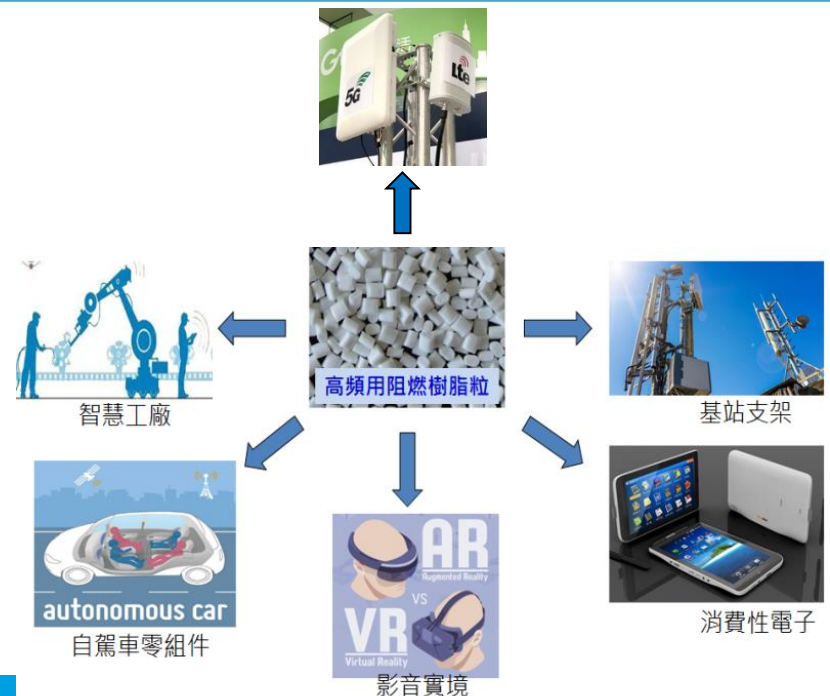 5G
lte
高頻用阻燃樹脂粒
智慧工廠
基站支架
autonomous car
自駕車零組件
AR
Augmented Reality
VS
VR
Virtual Reality
影音實境
消費性電子